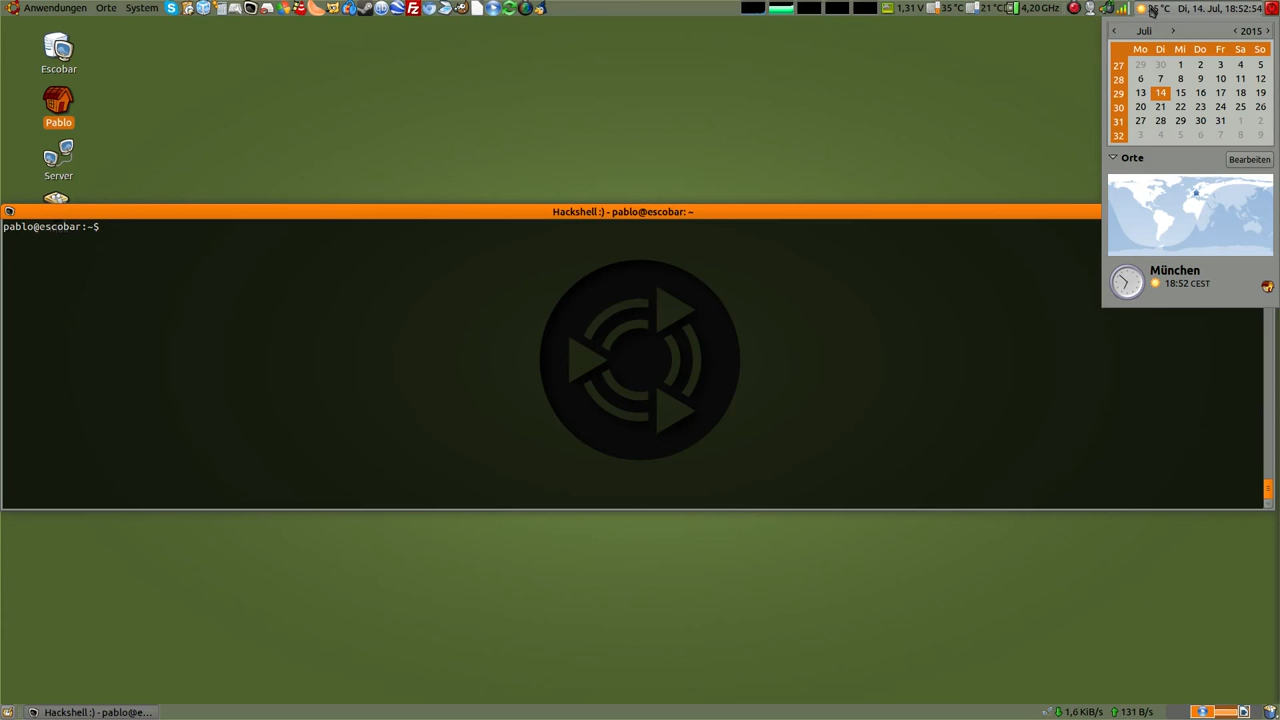 Anwendungen Orte System
1,31 V 35 °C 21 °C 4,20 GHz
°C Di, 14. Jul, 18:52:54
Escobar
Pablo
Server
Juli 2015
Mo Di Mi Do Fr Sa So
27 29 30 1 2 3 4 5
28 6 7 8 9 10 11 12
29 13 14 15 16 17 18 19
30 20 21 22 23 24 25 26
31 27 28 29 30 31 1 2
32 3 4 5 6 7 8 9
Orte Bearbeiten
München
18:52 CEST
Hackshell :) - pablo@escobar: ~
pablo@escobar:~$
Hackshell :) - pablo@e...
1,6 KiB/s 131 B/s